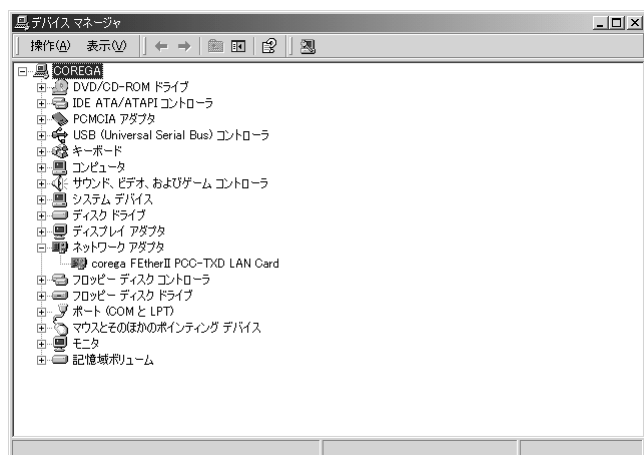 デバイス マネージャ
操作(A) 表示(V)
COREGA
DVD/CD-ROM ドライブ
IDE ATA/ATAPI コントローラ
PCMCIA アダプタ
USB (Universal Serial Bus) コントローラ
キーボード
コンピュータ
サウンド、ビデオ、およびゲーム コントローラ
システム デバイス
ディスク ドライブ
ディスプレイ アダプタ
ネットワーク アダプタ
corega FEtherII PCC-TXD LAN Card
フロッピー ディスク コントローラ
フロッピー ディスク ドライブ
ポート (COM と LPT)
マウスとそのほかのポインティング デバイス
モニタ
記憶域ボリューム